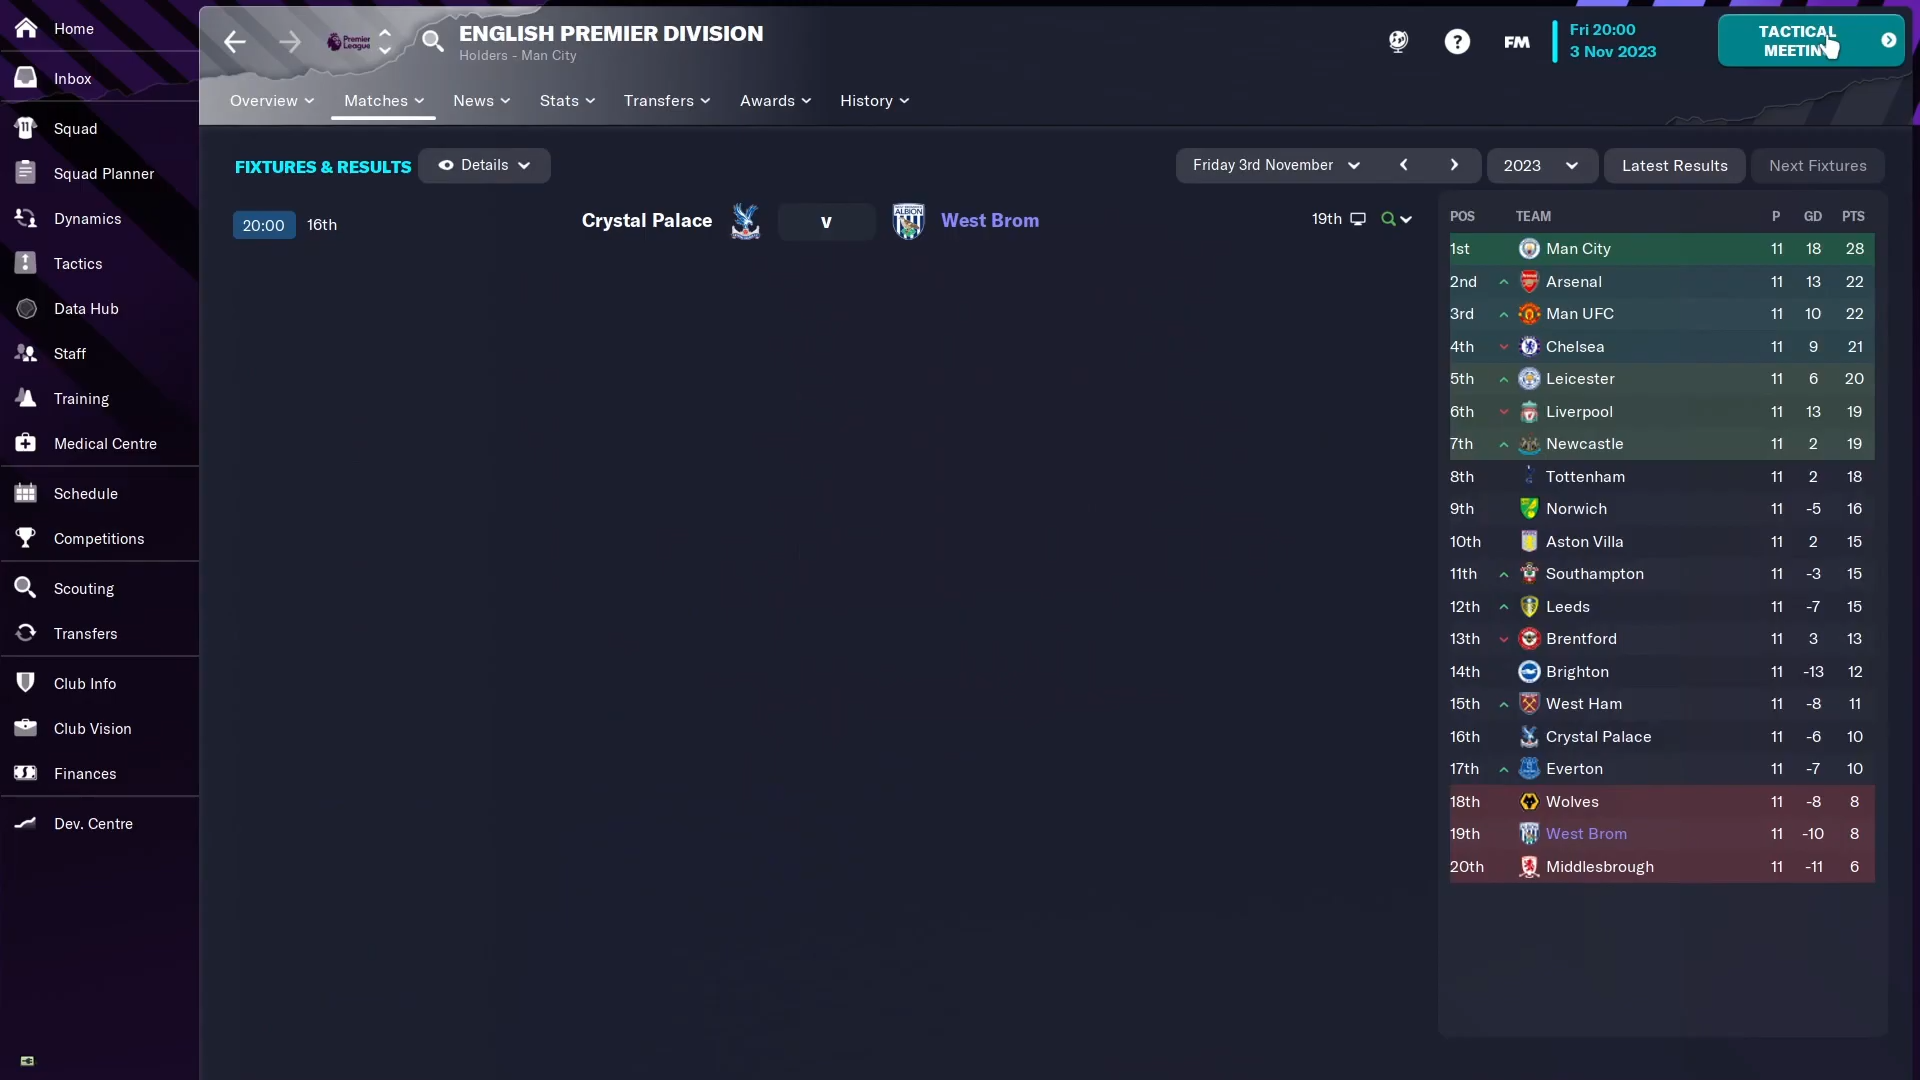 Home
Inbox
Squad
Squad Planner
Dynamics
Tactics
Data Hub
Staff
Training
Medical Centre
Schedule
Competitions
Scouting
Transfers
Club Info
Club Vision
Finances
Dev. Centre
Premier League
ENGLISH PREMIER DIVISION
Holders - Man City
FM
Fri 20:00
3 Nov 2023
TACTICAL
MEETING
Overview Matches News Stats Transfers Awards History
FIXTURES & RESULTS Details Friday 3rd November 2023 Latest Results Next Fixtures
20:00 16th Crystal Palace v West Brom 19th
POS TEAM P GD PTS
1st Man City 11 18 28
2nd Arsenal 11 13 22
3rd Man UFC 11 10 22
4th Chelsea 11 9 21
5th Leicester 11 6 20
6th Liverpool 11 13 19
7th Newcastle 11 2 19
8th Tottenham 11 2 18
9th Norwich 11 -5 16
10th Aston Villa 11 2 15
11th Southampton 11 -3 15
12th Leeds 11 -7 15
13th Brentford 11 3 13
14th Brighton 11 -13 12
15th West Ham 11 -8 11
16th Crystal Palace 11 -6 10
17th Everton 11 -7 10
18th Wolves 11 -8 8
19th West Brom 11 -10 8
20th Middlesbrough 11 -11 6